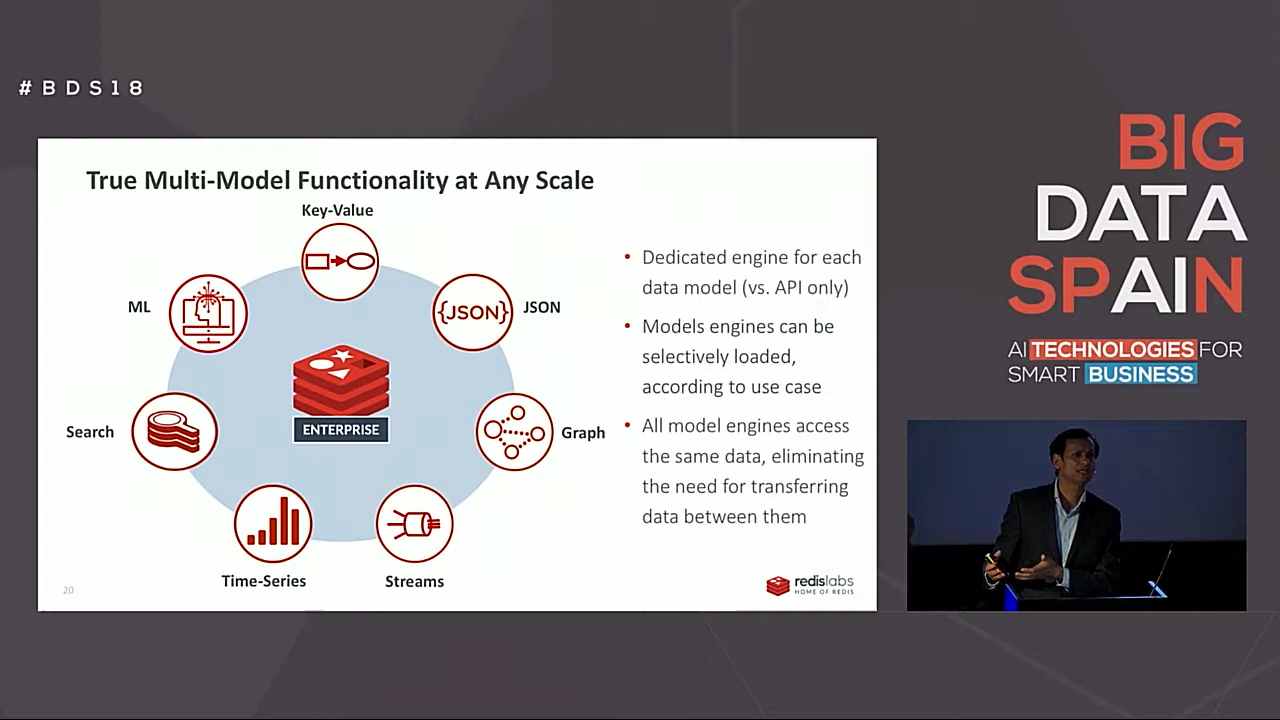 #BDS18
True Multi-Model Functionality at Any Scale
Key-Value
ML
{JSON}
JSON
Search
ENTERPRISE
Graph
Time-Series
Streams
• Dedicated engine for each
data model (vs. API only)
• Models engines can be
selectively loaded,
according to use case
• All model engines access
the same data, eliminating
the need for transferring
data between them
20
redislabs
HOME OF REDIS
BIG
DATA
SPAIN
AI TECHNOLOGIES FOR
SMART BUSINESS